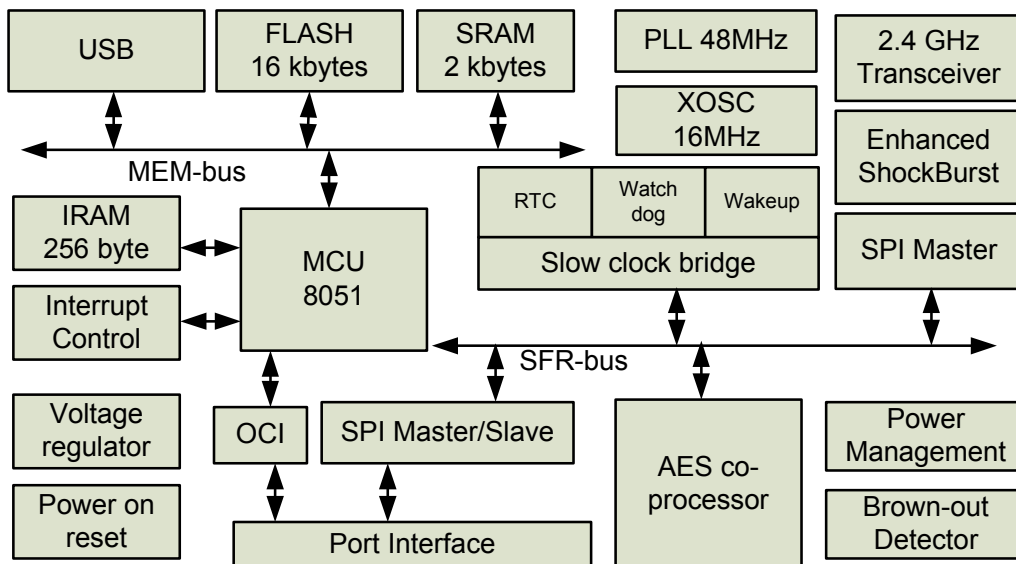 USB
FLASH
16 kbytes
SRAM
2 kbytes
PLL 48MHz
2.4 GHz
Transceiver
XOSC
16MHz
MEM-bus
Enhanced
ShockBurst
RTC
Watch
dog
Wakeup
IRAM
256 byte
MCU
8051
Slow clock bridge
SPI Master
Interrupt
Control
SFR-bus
Voltage
regulator
OCI
SPI Master/Slave
AES co-
processor
Power
Management
Power on
reset
Port Interface
Brown-out
Detector